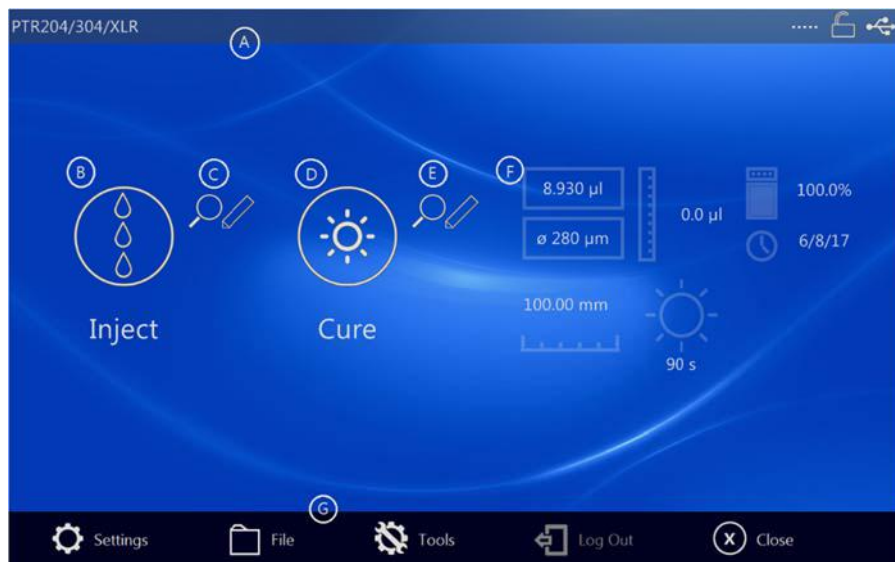 PTR204/304/XLR
.....
A
B
C
D
E
F
8.930 µl
ø 280 µm
0.0 µl
100.0%
6/8/17
Inject
Cure
100.00 mm
90 s
G
Settings
File
Tools
Log Out
X
Close